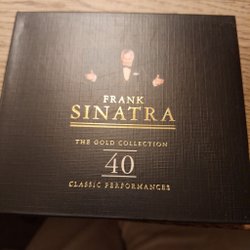 FRANK
SINATRA
THE GOLD COLLECTION
40
CLASSIC PERFORMANCES